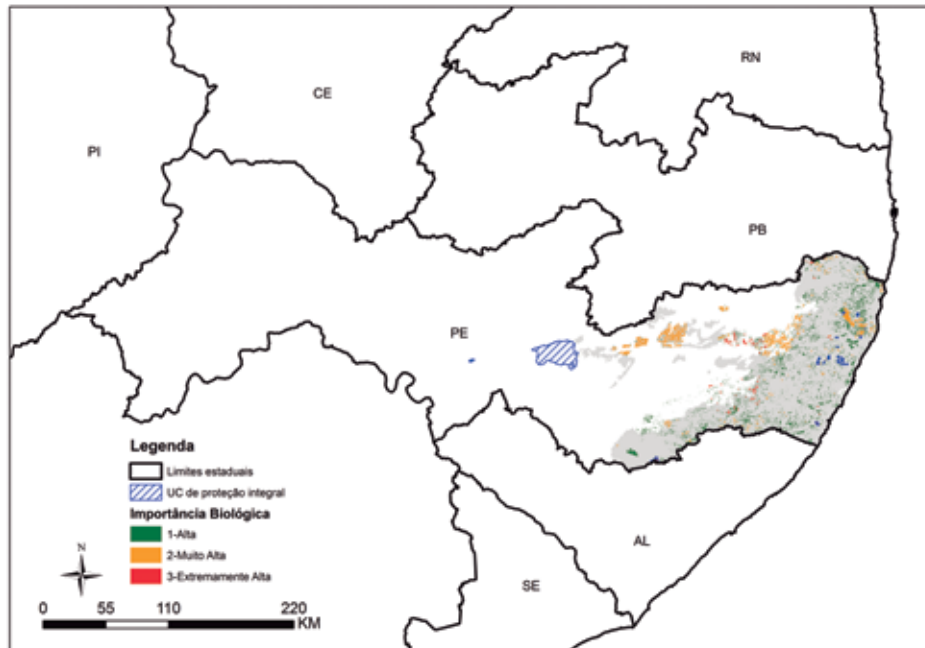 RN
CE
PI
PB
PE
Legenda
Limites estaduais
UC de proteção integral
Importância Biológica
1-Alta
2-Muito Alta
3-Extremamente Alta
AL
N
SE
0 55 110 220
KM